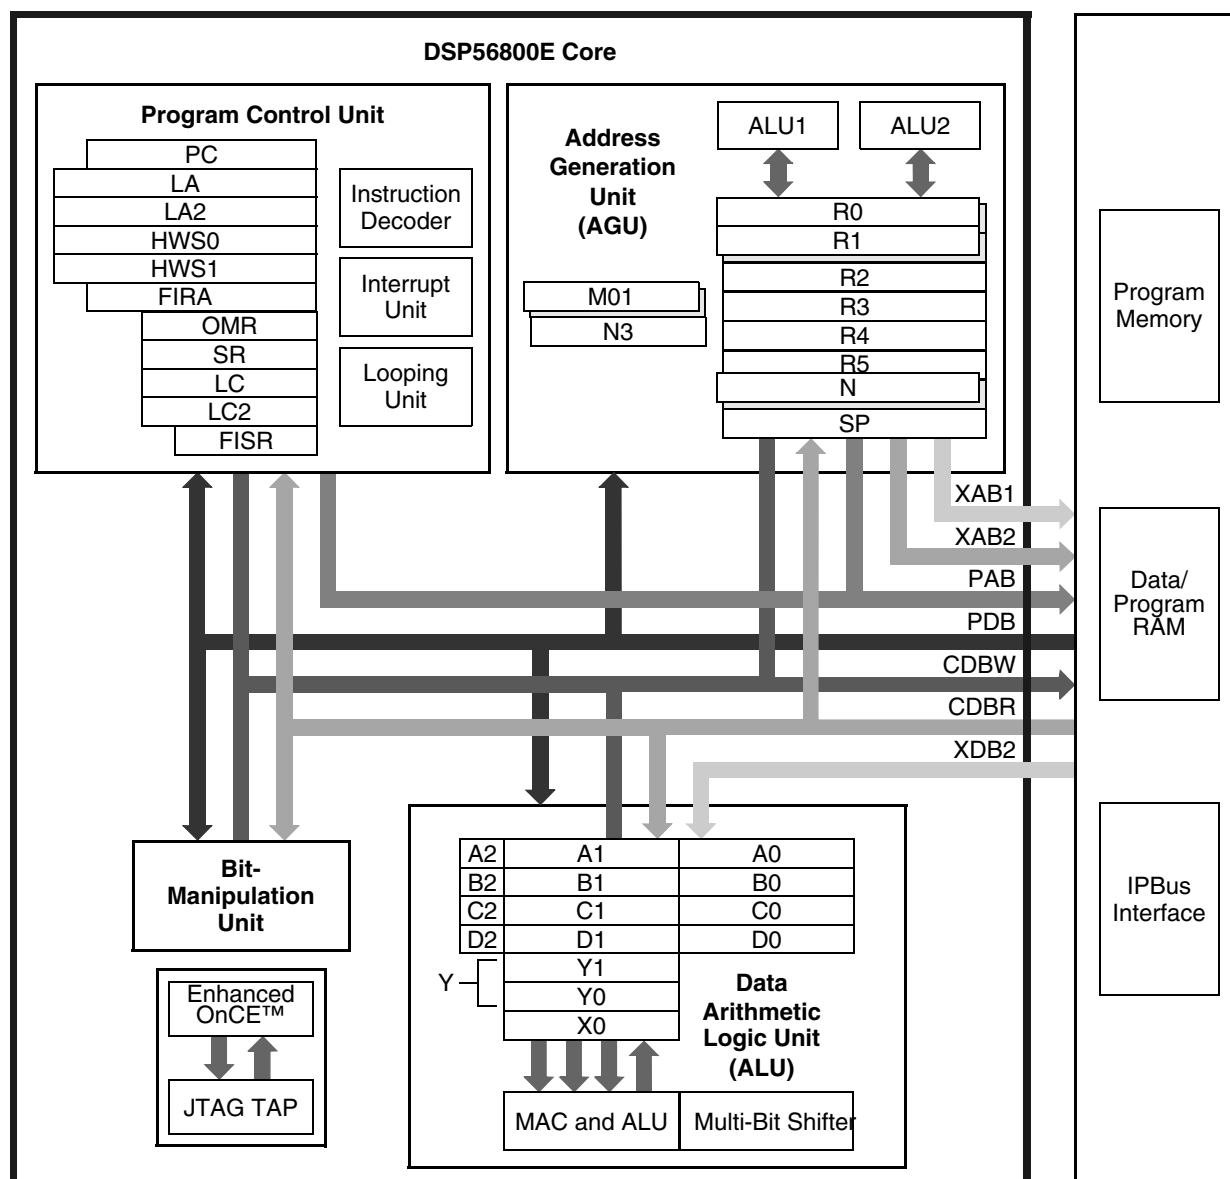 DSP56800E Core
Program Control Unit
PC
LA
LA2
HWS0
HWS1
FIRA
OMR
SR
LC
LC2
FISR
Instruction
Decoder
Interrupt
Unit
Looping
Unit
Address
Generation
Unit
(AGU)
ALU1
ALU2
R0
R1
R2
R3
R4
R5
N
SP
M01
N3
XAB1
XAB2
PAB
PDB
CDBW
CDBR
XDB2
Program
Memory
Data/
Program
RAM
IPBus
Interface
Bit-
Manipulation
Unit
Enhanced
OnCE™
JTAG TAP
A2 A1 A0
B2 B1 B0
C2 C1 C0
D2 D1 D0
Y
Y1
Y0
X0
Data
Arithmetic
Logic Unit
(ALU)
MAC and ALU
Multi-Bit Shifter